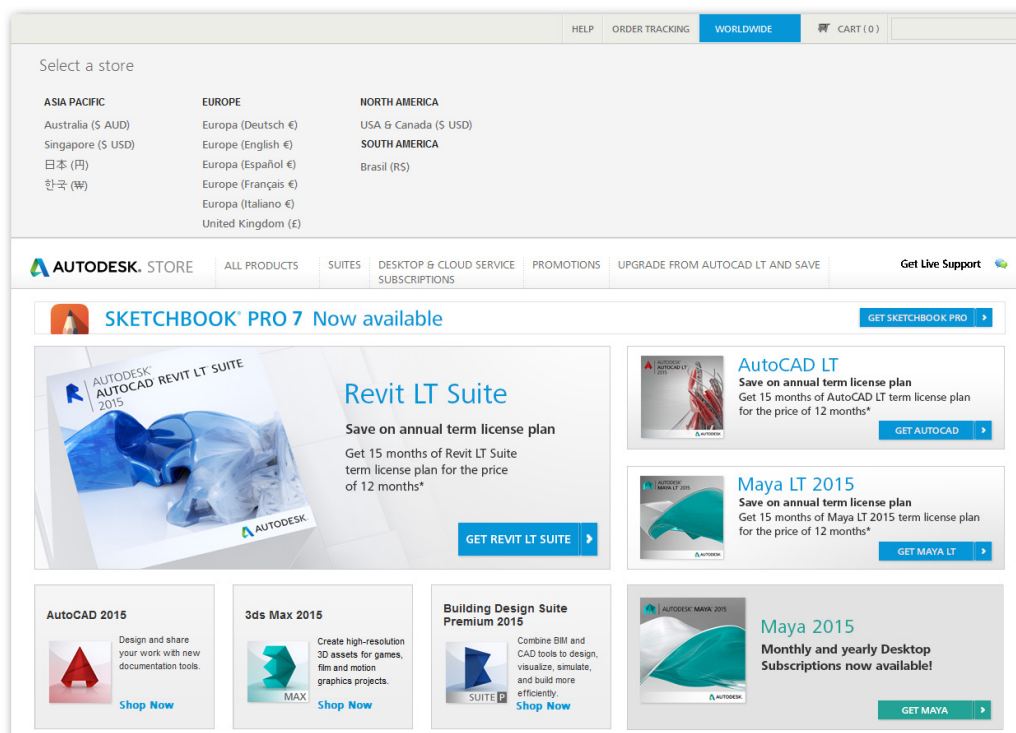 HELP
ORDER TRACKING
WORLDWIDE
CART ( 0 )
Select a store
ASIA PACIFIC
Australia ($ AUD)
Singapore ($ USD)
日本 (円)
한국 (₩)
EUROPE
Europa (Deutsch €)
Europe (English €)
Europa (Español €)
Europe (Français €)
Europa (Italiano €)
United Kingdom (£)
NORTH AMERICA
USA & Canada ($ USD)
SOUTH AMERICA
Brasil (R$)
AUTODESK. STORE
ALL PRODUCTS
SUITES
DESKTOP & CLOUD SERVICE
SUBSCRIPTIONS
PROMOTIONS
UPGRADE FROM AUTOCAD LT AND SAVE
Get Live Support
SKETCHBOOK® PRO 7 Now available
GET SKETCHBOOK PRO
AUTODESK®
AUTOCAD® REVIT LT™ SUITE
2015
AUTODESK.
Revit LT Suite
Save on annual term license plan
Get 15 months of Revit LT Suite
term license plan for the price
of 12 months*
GET REVIT LT SUITE
AUTODESK®
AUTOCAD LT®
2015
AUTODESK.
AutoCAD LT
Save on annual term license plan
Get 15 months of AutoCAD LT term license plan
for the price of 12 months*
GET AUTOCAD
AUTODESK®
MAYA LT™ 2015
AUTODESK.
Maya LT 2015
Save on annual term license plan
Get 15 months of Maya LT 2015 term license plan
for the price of 12 months*
GET MAYA LT
AutoCAD 2015
Design and share
your work with new
documentation tools.
Shop Now
3ds Max 2015
MAX
Create high-resolution
3D assets for games,
film and motion
graphics projects.
Shop Now
Building Design Suite
Premium 2015
SUITE P
Combine BIM and
CAD tools to design,
visualize, simulate,
and build more
efficiently.
Shop Now
AUTODESK® MAYA® 2015
AUTODESK.
Maya 2015
Monthly and yearly Desktop
Subscriptions now available!
GET MAYA